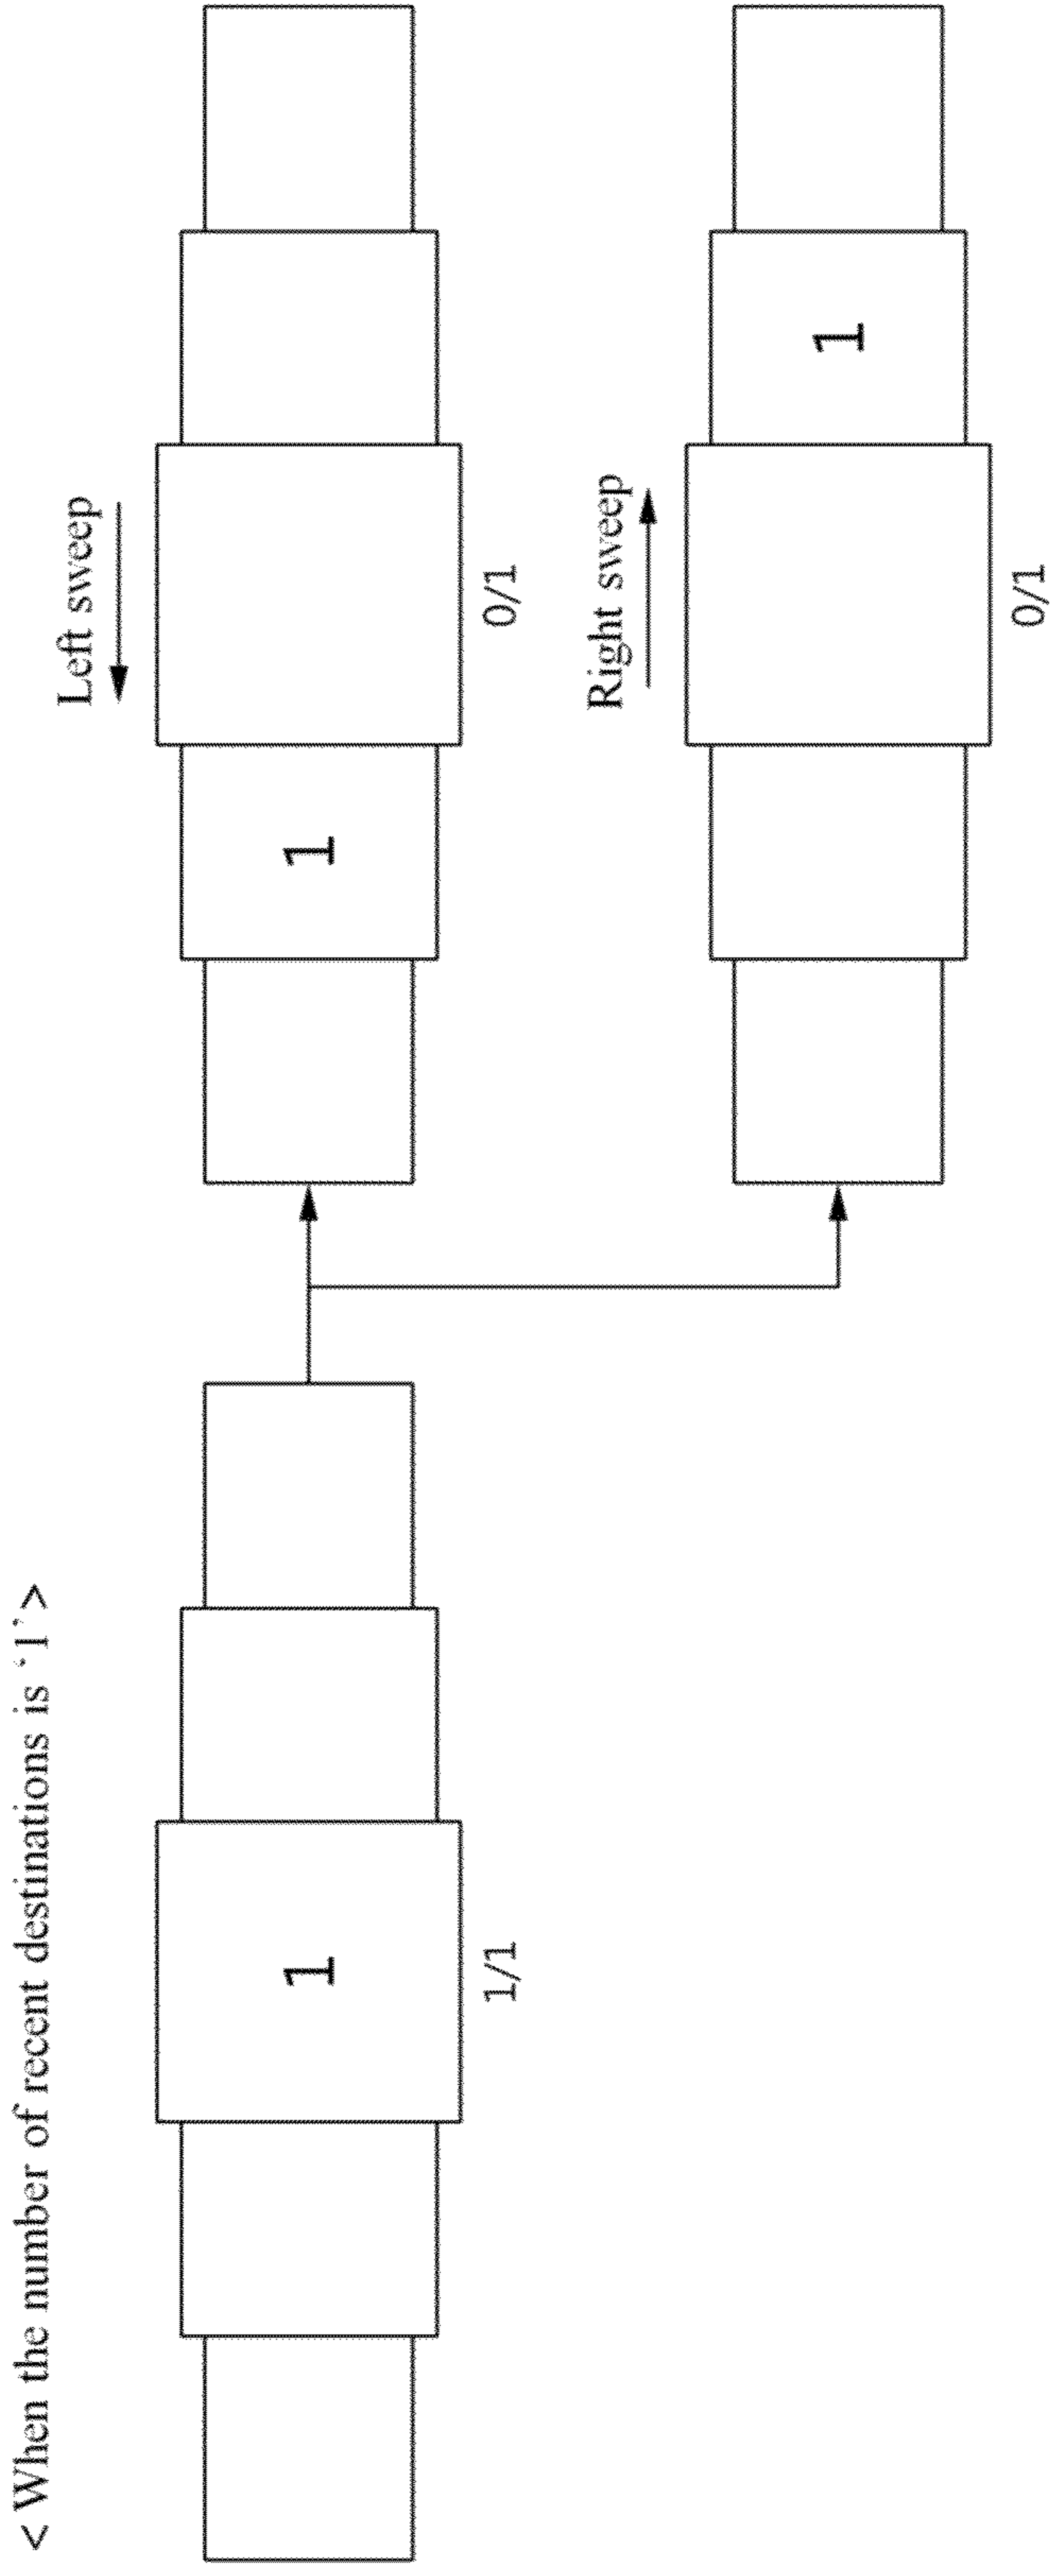 < When the number of recent destinations is ‘1’ >
1
1/1
Left sweep
1
0/1
Right sweep
1
0/1